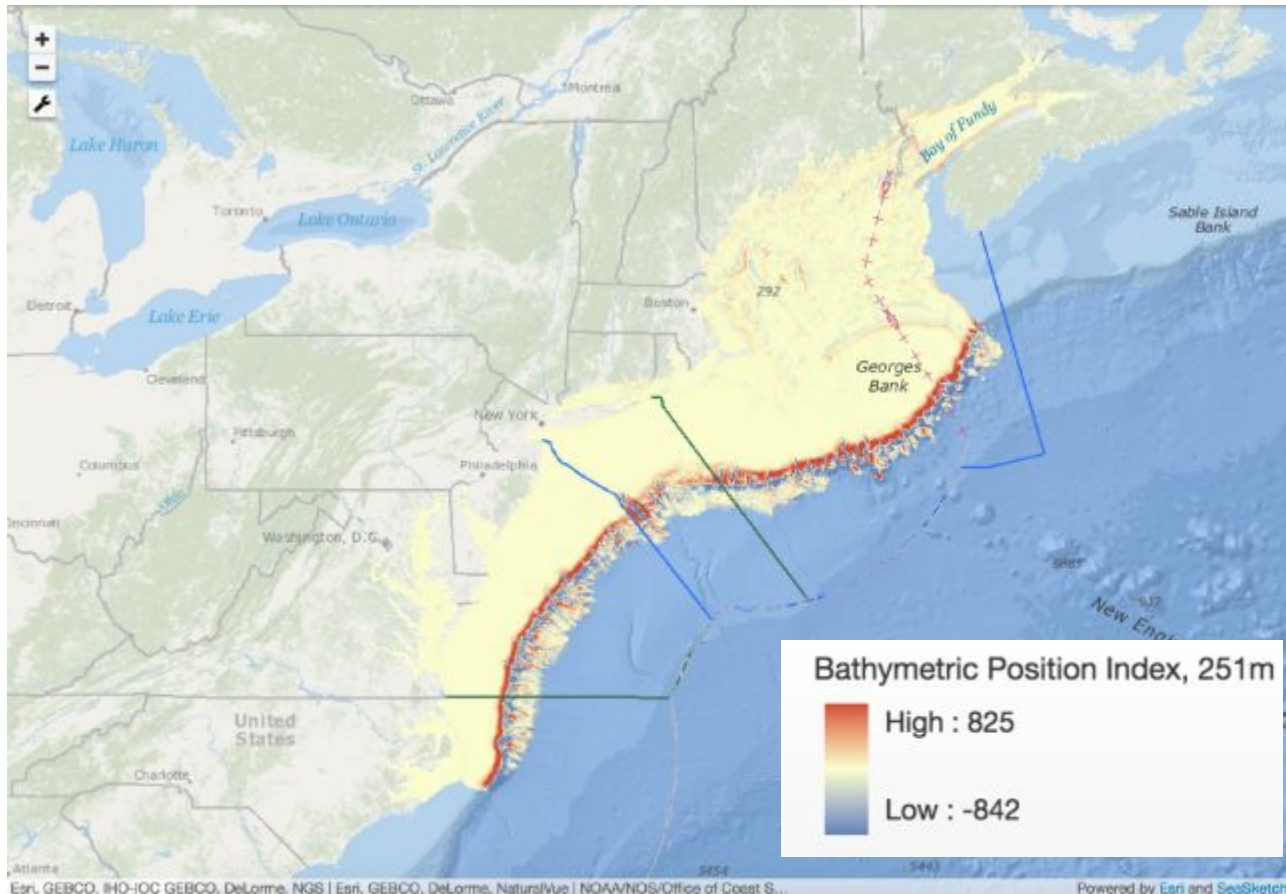 +
−
Ottawa
Montreal
St. Lawrence River
Lake Huron
Bay of Fundy
Toronto
Lake Ontario
Sable Island
Bank
Detroit
Lake Erie
Boston
292
Cleveland
Georges
Bank
New York
Pittsburgh
Philadelphia
Columbus
Ohio
Cincinnati
Washington, D.C.
New Eng
United
States
Charlotte
Atlanta
5454
5443
Bathymetric Position Index, 251m
High : 825
Low : -842
Esri, GEBCO, IHO-IOC GEBCO, DeLorme, NGS | Esri, GEBCO, DeLorme, NaturalVue | NOAA/NOS/Office of Coast S...
Powered by Esri and SeaSketch